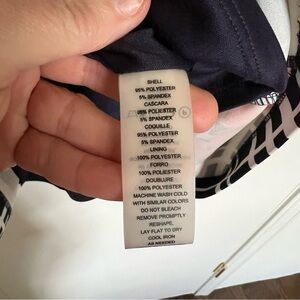 SHELL
95% POLYESTER
5% SPANDEX
CASCARA
95% POLIESTER
5% SPANDEX
COQUILLE
95% POLYESTER
5% SPANDEX
LINING
100% POLYESTER
FORRO
100% POLIESTER
DOUBLURE
100% POLYESTER
MACHINE WASH COLD
WITH SIMILAR COLORS
DO NOT BLEACH
REMOVE PROMPTLY
RESHAPE,
LAY FLAT TO DRY
COOL IRON
AS NEEDED